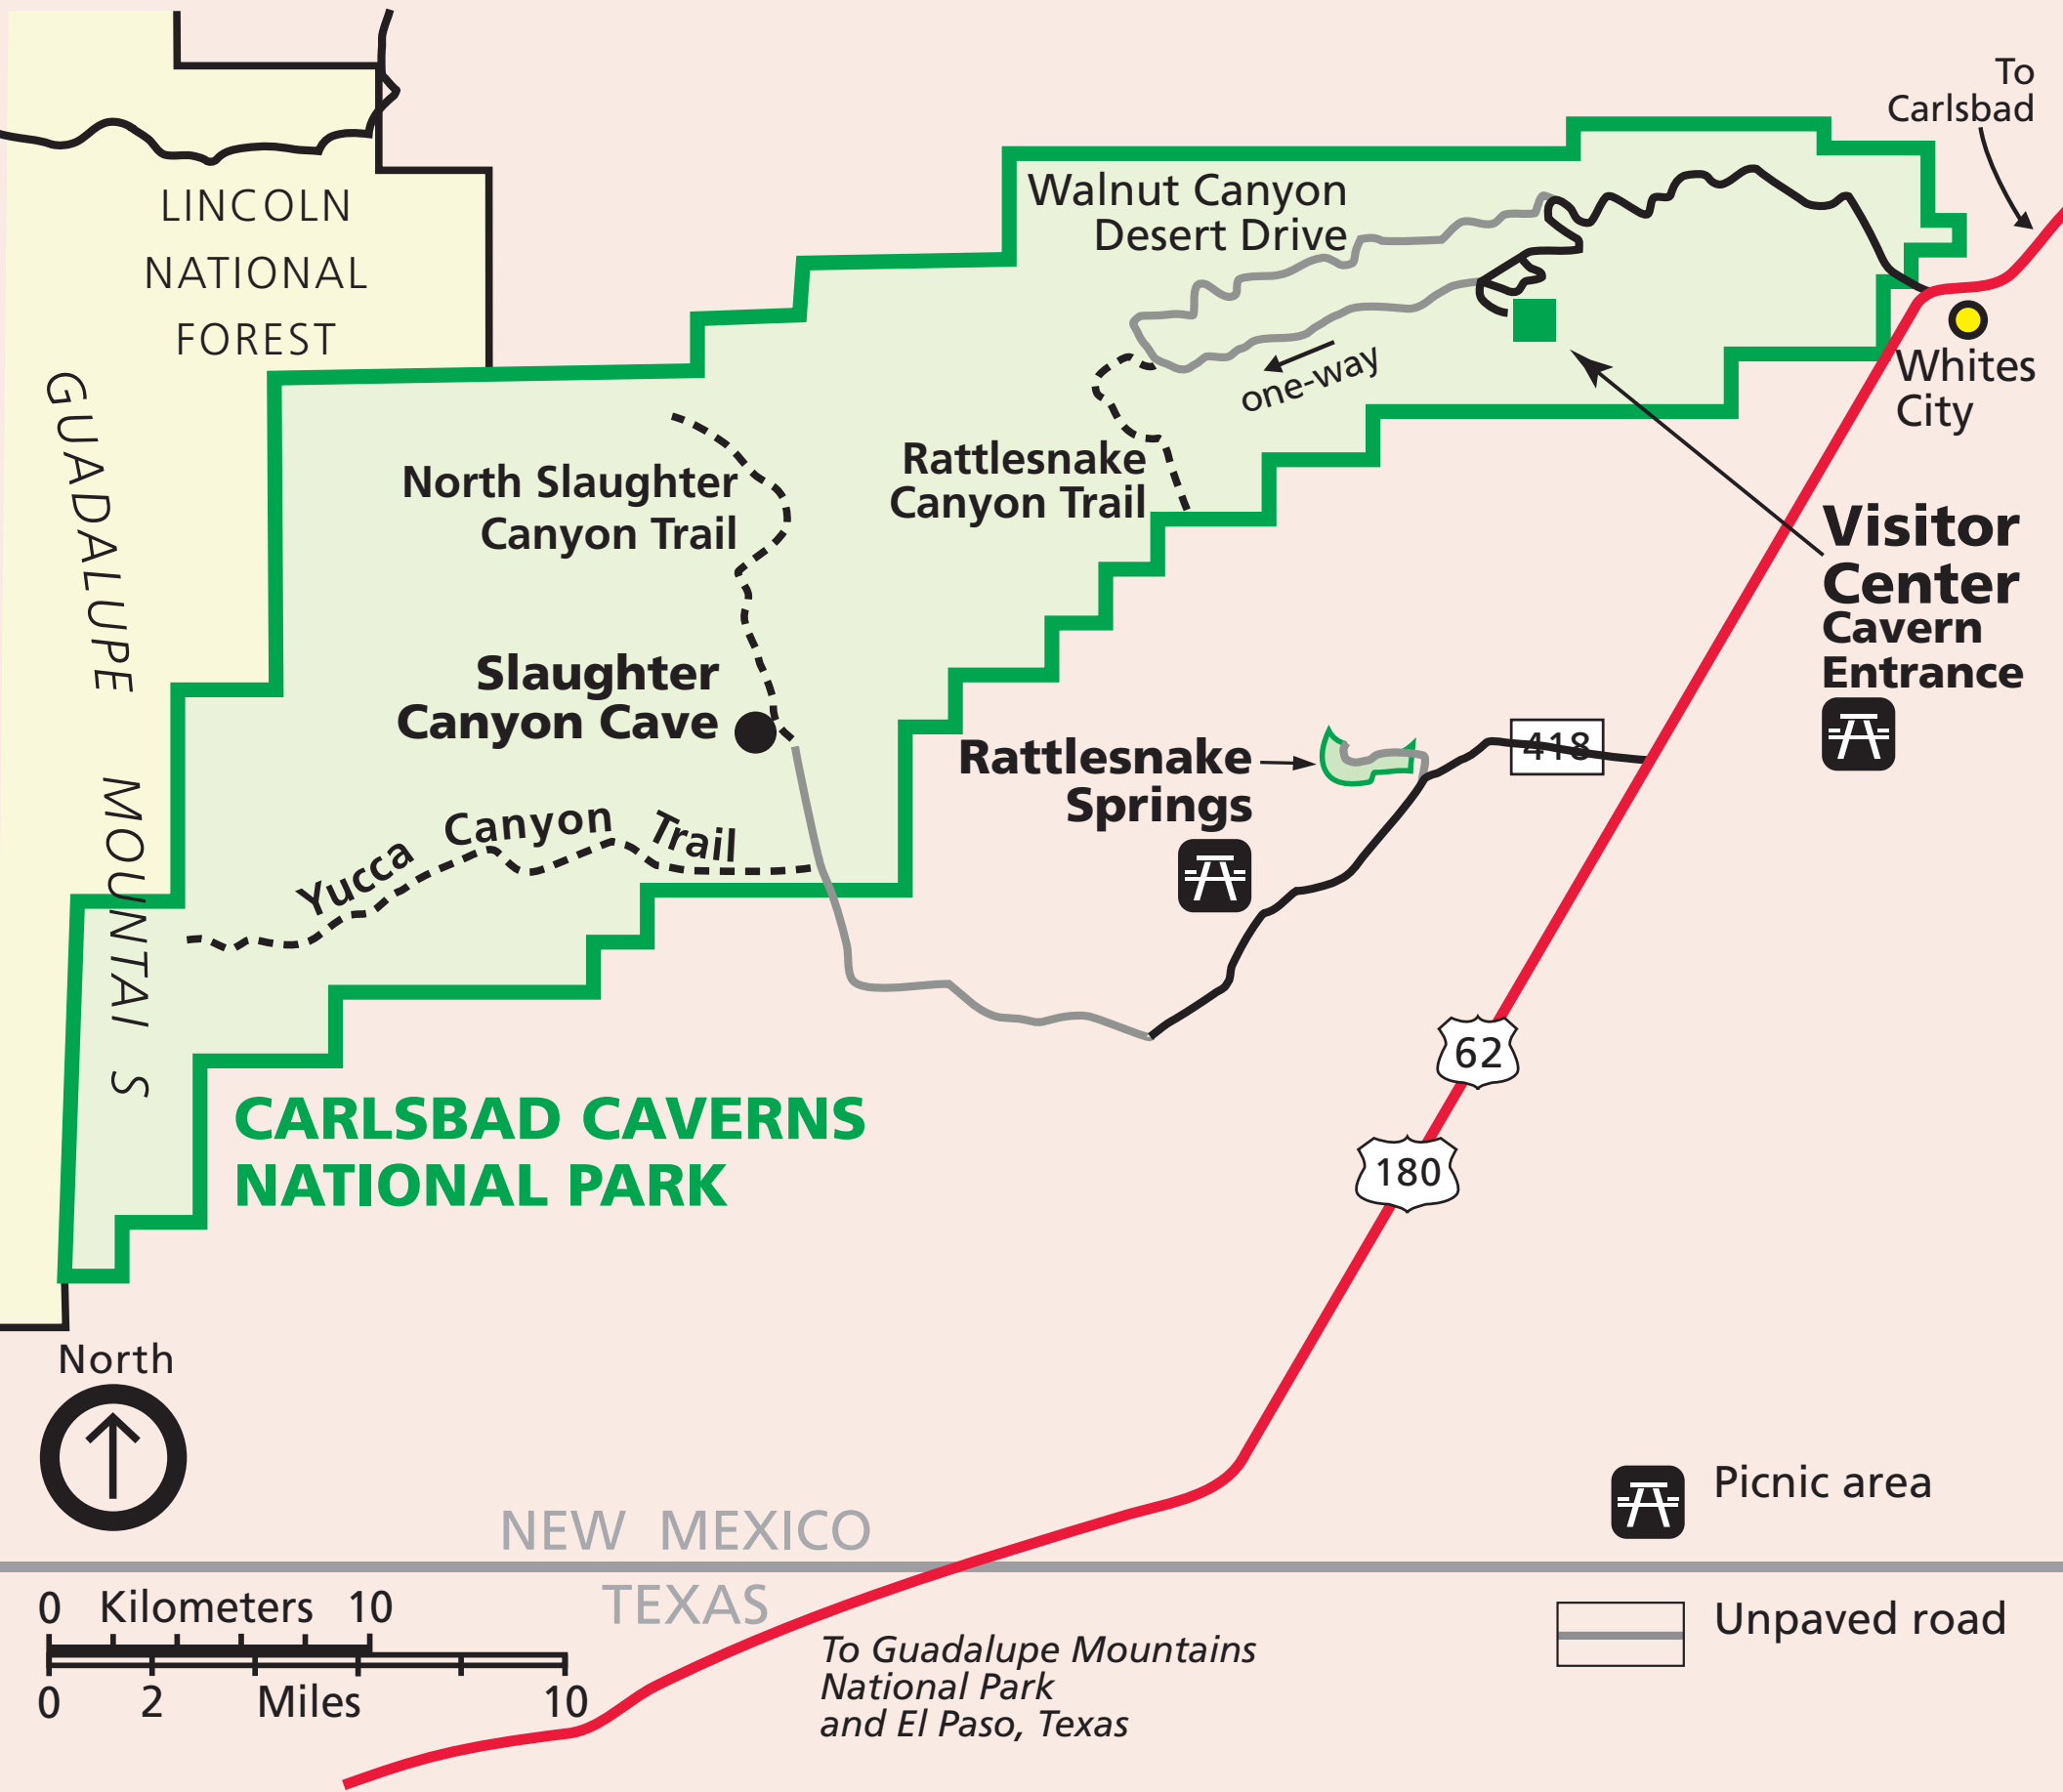 To
Carlsbad
LINCOLN
NATIONAL
FOREST
Walnut Canyon
Desert Drive
one-way
Whites
City
GUADALUPE MOUNTAI S
North Slaughter
Canyon Trail
Rattlesnake
Canyon Trail
Visitor
Center
Cavern
Entrance
Slaughter
Canyon Cave
Rattlesnake
Springs
418
Yucca Canyon Trail
62
180
CARLSBAD CAVERNS
NATIONAL PARK
North
NEW MEXICO
TEXAS
Picnic area
Unpaved road
0 Kilometers 10
0 2 Miles 10
To Guadalupe Mountains
National Park
and El Paso, Texas